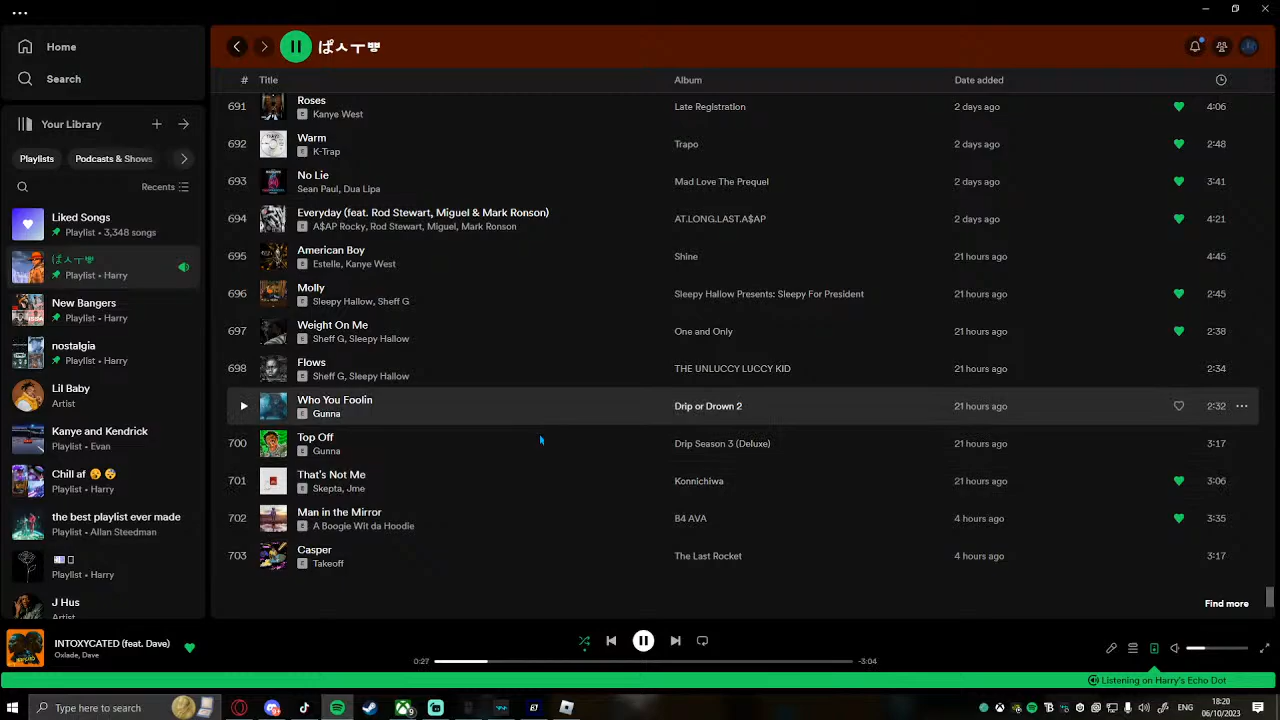 Home
Search
Your Library
Playlists
Podcasts & Shows
Recents
Liked Songs
Playlist • 3,348 songs
ぱㅅㅜ뺑
Playlist • Harry
New Bangers
Playlist • Harry
nostalgia
Playlist • Harry
Lil Baby
Artist
Kanye and Kendrick
Playlist • Evan
Chill af 😮‍💨 😴
Playlist • Harry
the best playlist ever made
Playlist • Allan Steedman
Playlist • Harry
J Hus
Artist
# Title Album Date added
691 Roses Late Registration 2 days ago 4:06
E Kanye West
692 Warm Trapo 2 days ago 2:48
E K-Trap
693 No Lie Mad Love The Prequel 2 days ago 3:41
Sean Paul, Dua Lipa
694 Everyday (feat. Rod Stewart, Miguel & Mark Ronson) AT.LONG.LAST.A$AP 2 days ago 4:21
E A$AP Rocky, Rod Stewart, Miguel, Mark Ronson
695 American Boy Shine 21 hours ago 4:45
E Estelle, Kanye West
696 Molly Sleepy Hallow Presents: Sleepy For President 21 hours ago 2:45
E Sleepy Hallow, Sheff G
697 Weight On Me One and Only 21 hours ago 2:38
E Sheff G, Sleepy Hallow
698 Flows THE UNLUCCY LUCCY KID 21 hours ago 2:34
E Sheff G, Sleepy Hallow
Who You Foolin Drip or Drown 2 21 hours ago 2:32
E Gunna
700 Top Off Drip Season 3 (Deluxe) 21 hours ago 3:17
E Gunna
701 That's Not Me Konnichiwa 21 hours ago 3:06
E Skepta, Jme
702 Man in the Mirror B4 AVA 4 hours ago 3:35
E A Boogie Wit da Hoodie
703 Casper The Last Rocket 4 hours ago 3:17
E Takeoff
Find more
INTOXYCATED (feat. Dave)
Oxlade, Dave
0:27 -3:04
Listening on Harry's Echo Dot
Type here to search
18:20
06/10/2023